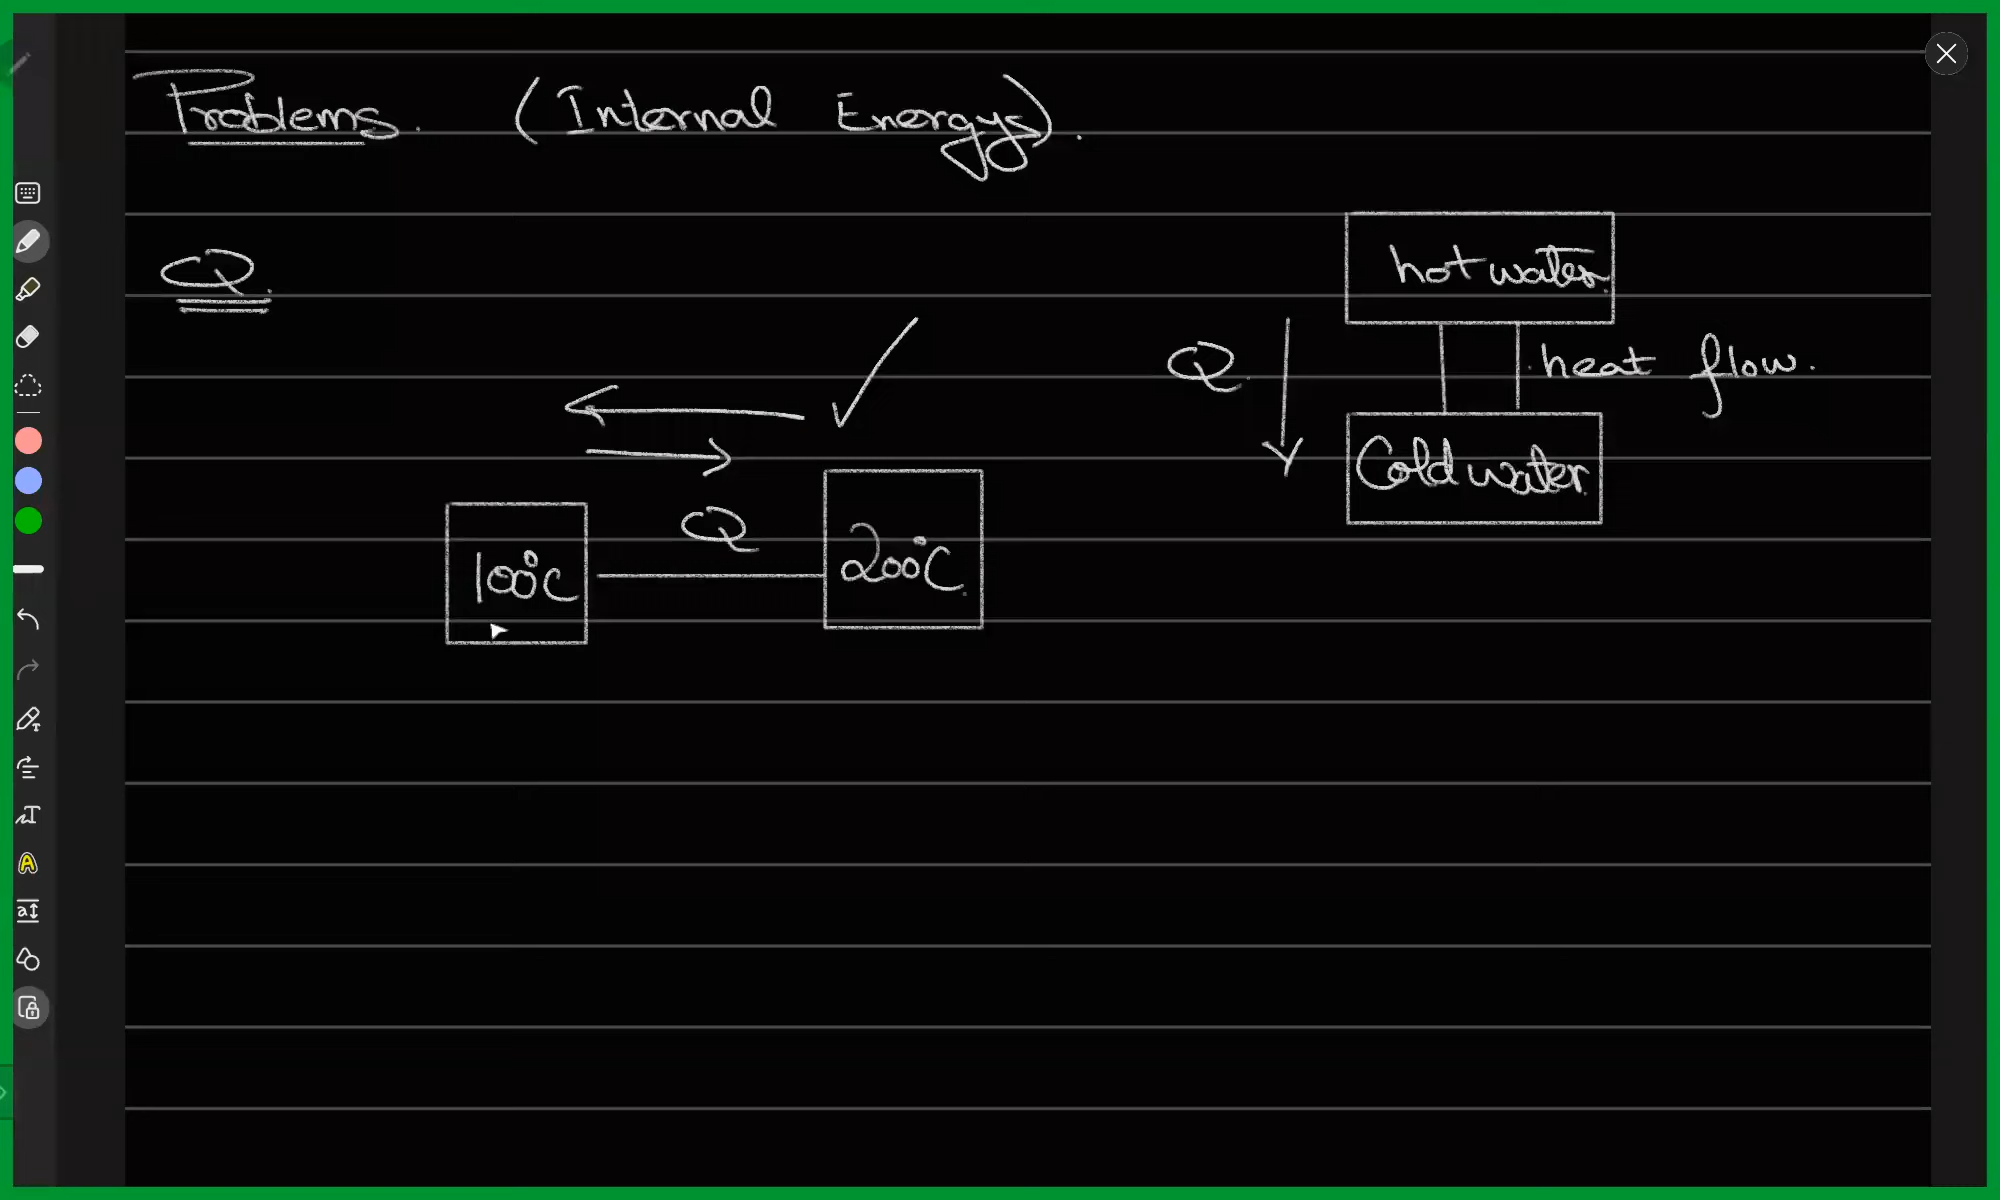 Problems. (Internal Energy).
Q.
hot water.
Q. heat flow.
Cold water.
Q
100°C
200°C.